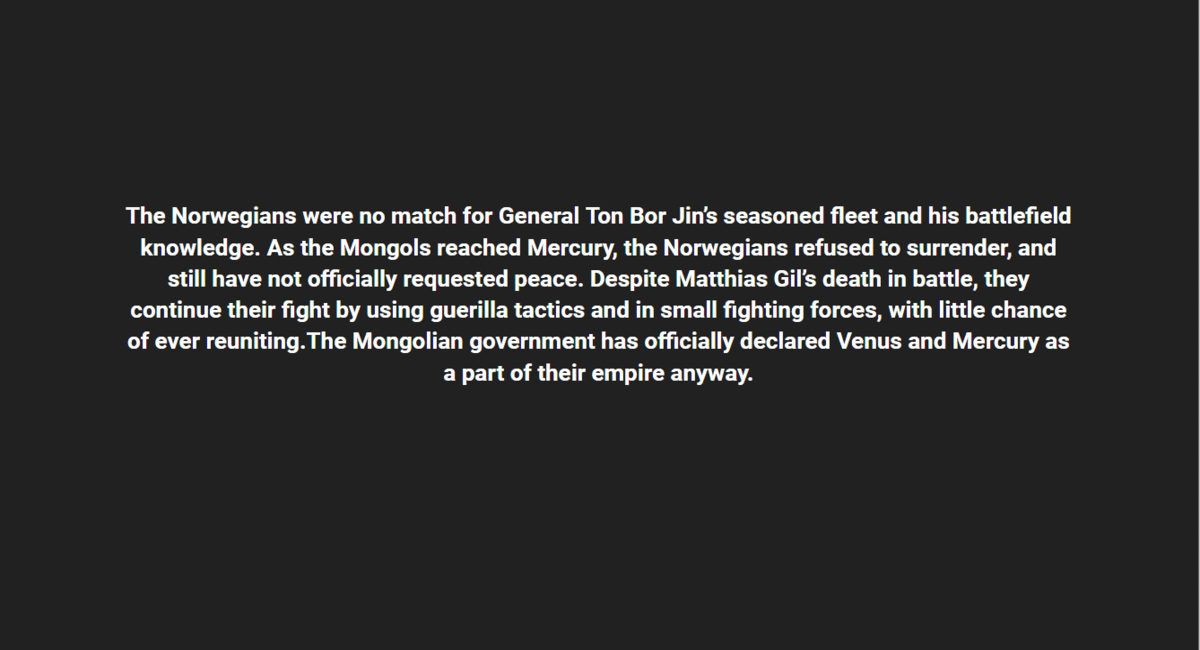 The Norwegians were no match for General Ton Bor Jin’s seasoned fleet and his battlefield
knowledge. As the Mongols reached Mercury, the Norwegians refused to surrender, and
still have not officially requested peace. Despite Matthias Gil’s death in battle, they
continue their fight by using guerilla tactics and in small fighting forces, with little chance
of ever reuniting.The Mongolian government has officially declared Venus and Mercury as
a part of their empire anyway.